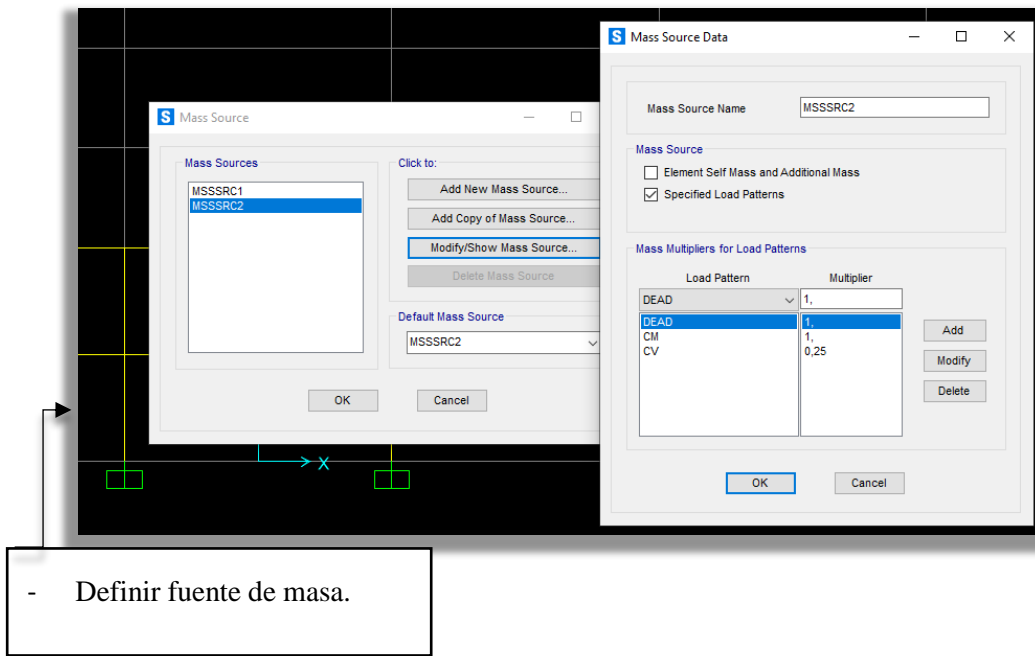 S Mass Source
Mass Sources
MSSSRC1
MSSSRC2
Click to:
Add New Mass Source...
Add Copy of Mass Source...
Modify/Show Mass Source...
Delete Mass Source
Default Mass Source
MSSSRC2
OK
Cancel
X
S Mass Source Data
Mass Source Name
MSSSRC2
Mass Source
Element Self Mass and Additional Mass
Specified Load Patterns
Mass Multipliers for Load Patterns
Load Pattern Multiplier
DEAD 1,
DEAD 1,
CM 1,
CV 0,25
Add
Modify
Delete
OK
Cancel
- Definir fuente de masa.